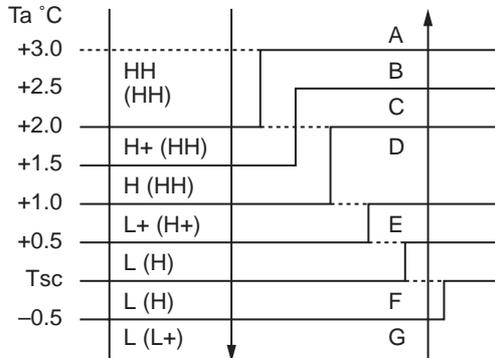 Ta ˚C
+3.0
A
HH
(HH)
B
+2.5
C
+2.0
H+ (HH)
D
+1.5
H (HH)
+1.0
L+ (H+)
E
+0.5
L (H)
Tsc
L (H)
F
–0.5
L (L+)
G